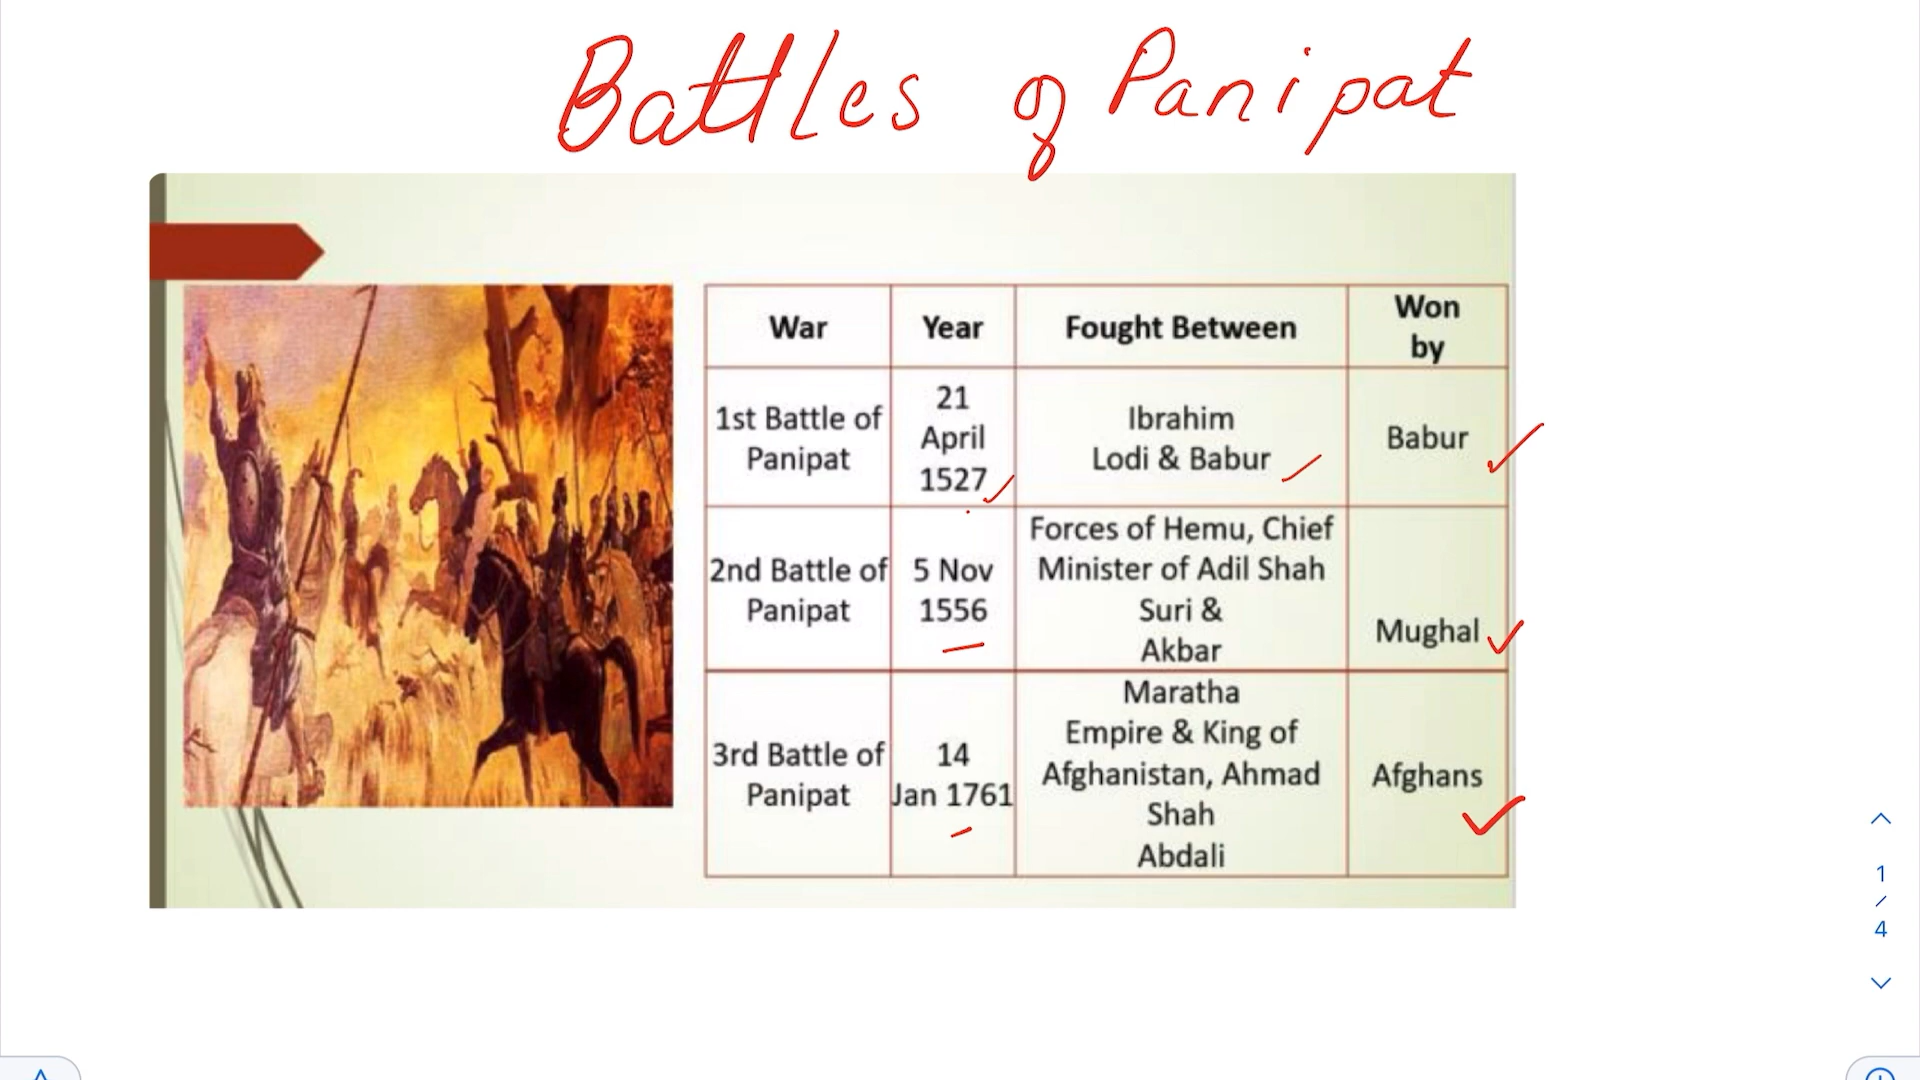 Battles of Panipat
War
Year
Fought Between
Won
by
1st Battle of
Panipat
21
April
1527
Ibrahim
Lodi & Babur
Babur
2nd Battle of
Panipat
5 Nov
1556
Forces of Hemu, Chief
Minister of Adil Shah
Suri &
Akbar
Mughal
3rd Battle of
Panipat
14
Jan 1761
Maratha
Empire & King of
Afghanistan, Ahmad
Shah
Abdali
Afghans
1
/
4